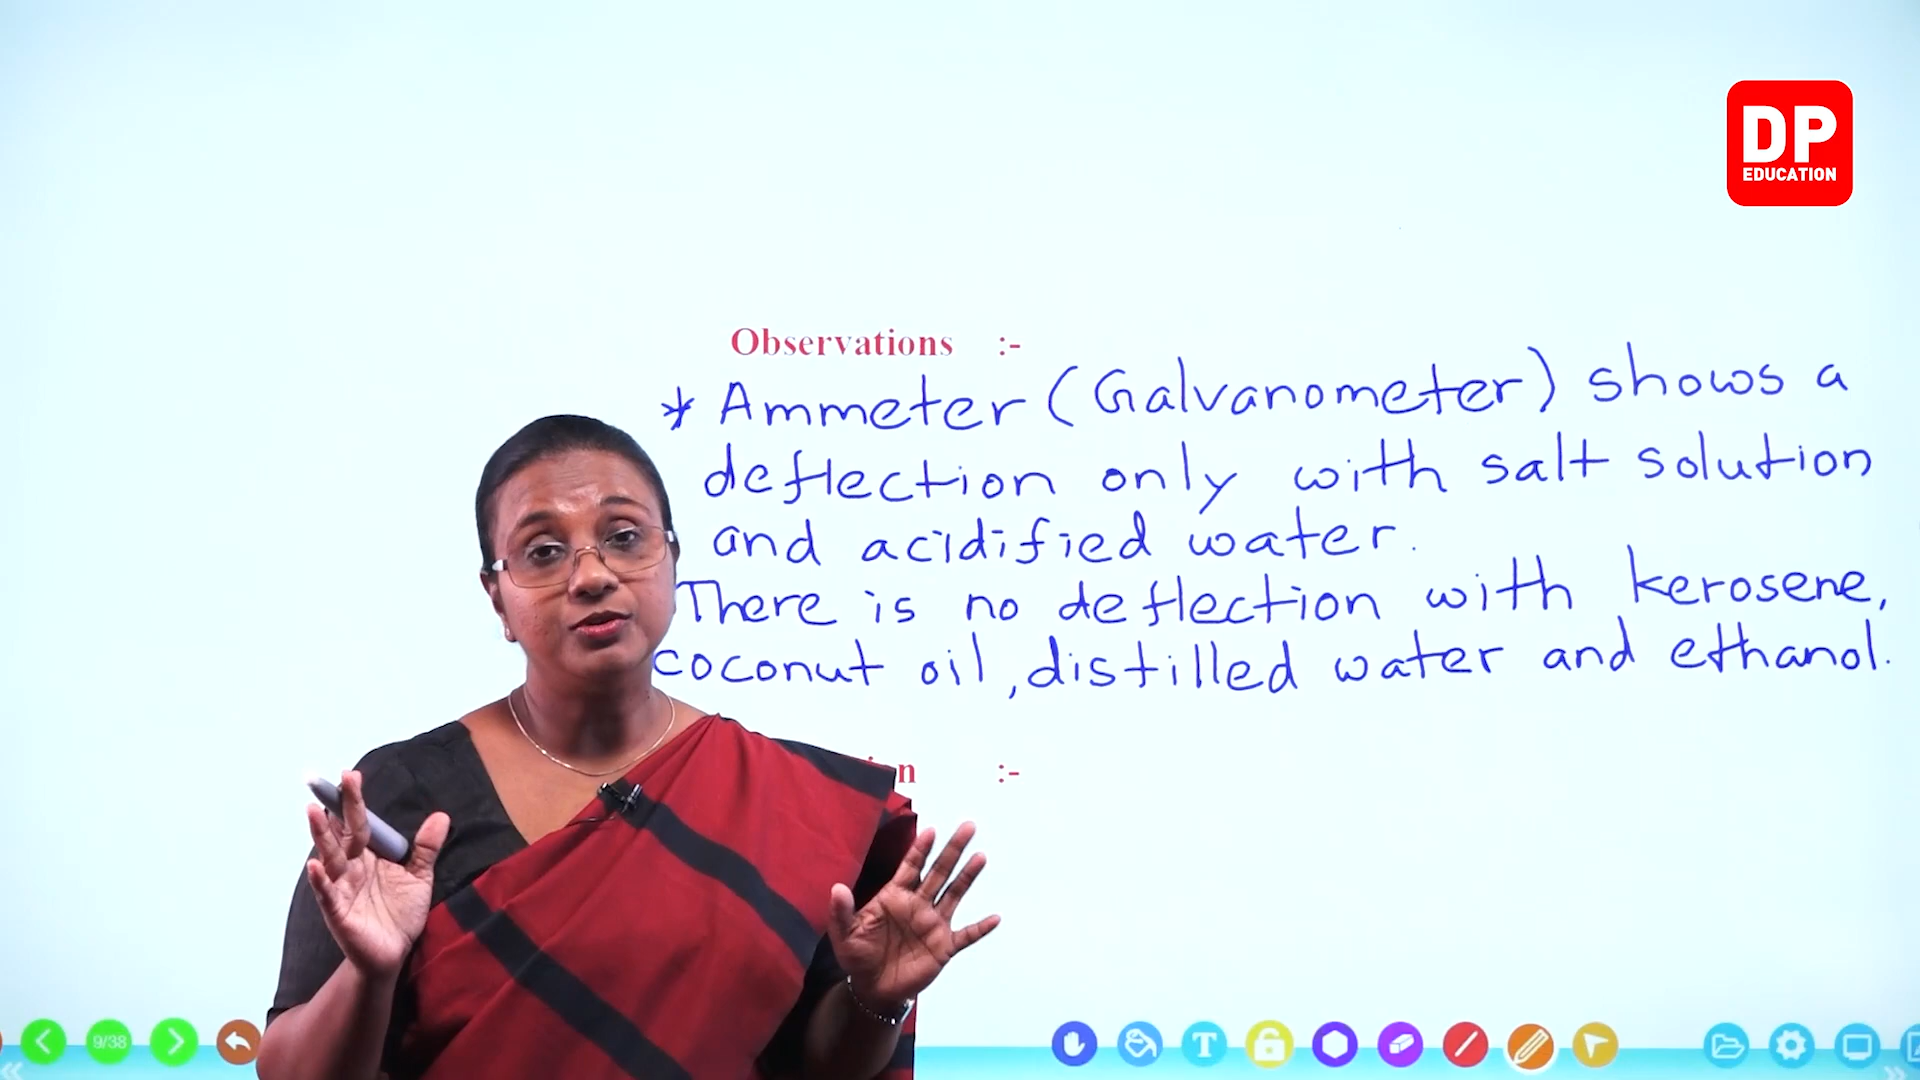 DP
EDUCATION
Observations :-
* Ammeter (Galvanometer) shows a
deflection only with salt solution
and acidified water.
There is no deflection with kerosene,
coconut oil, distilled water and ethanol.
:-
9/38
T